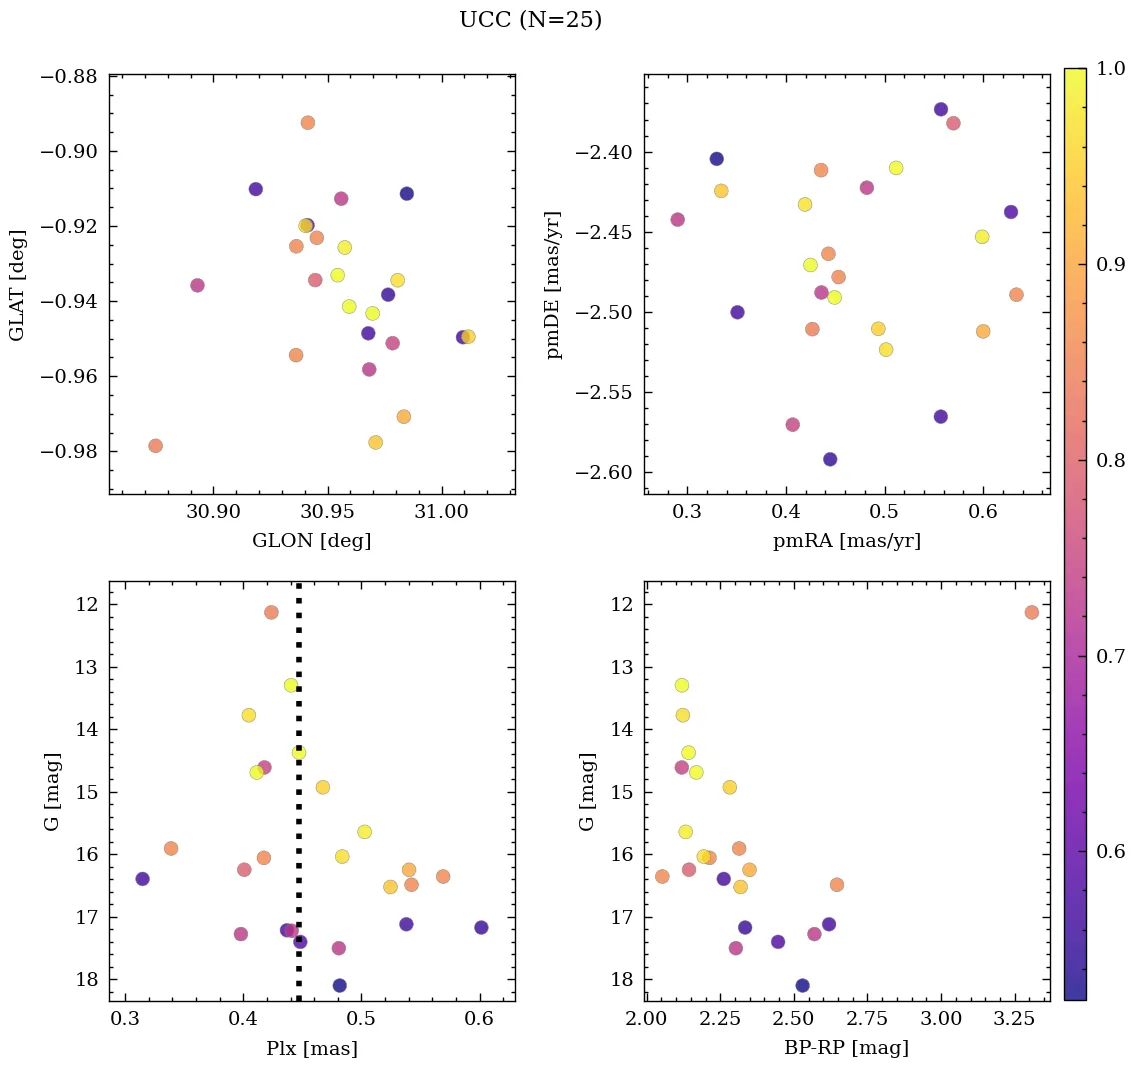 UCC (N=25)
−0.88
−0.90
−0.92
−0.94
−0.96
−0.98
GLAT [deg]
30.90 30.95 31.00
GLON [deg]
−2.40
−2.45
−2.50
−2.55
−2.60
pmDE [mas/yr]
0.3 0.4 0.5 0.6
pmRA [mas/yr]
12
13
14
15
16
17
18
G [mag]
0.3 0.4 0.5 0.6
Plx [mas]
12
13
14
15
16
17
18
G [mag]
2.00 2.25 2.50 2.75 3.00 3.25
BP-RP [mag]
1.0
0.9
0.8
0.7
0.6